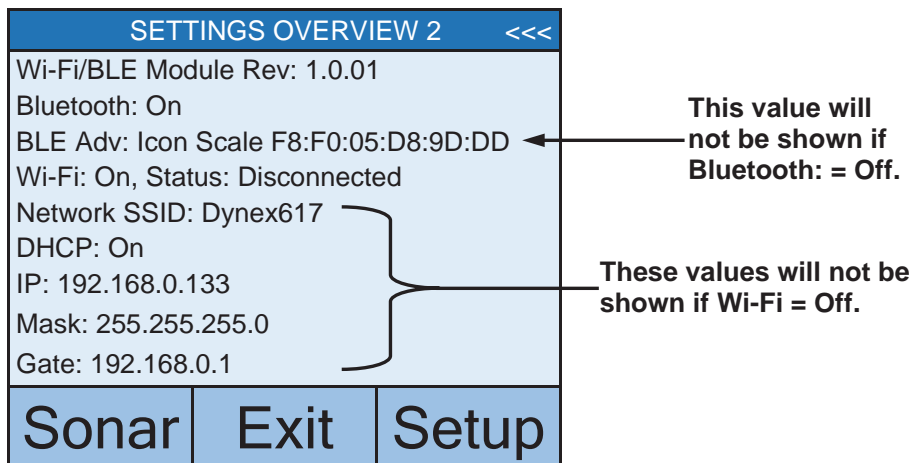 SETTINGS OVERVIEW 2 <<<
Wi-Fi/BLE Module Rev: 1.0.01
Bluetooth: On
BLE Adv: Icon Scale F8:F0:05:D8:9D:DD
Wi-Fi: On, Status: Disconnected
Network SSID: Dynex617
DHCP: On
IP: 192.168.0.133
Mask: 255.255.255.0
Gate: 192.168.0.1
Sonar Exit Setup
This value will
not be shown if
Bluetooth: = Off.
These values will not be
shown if Wi-Fi = Off.